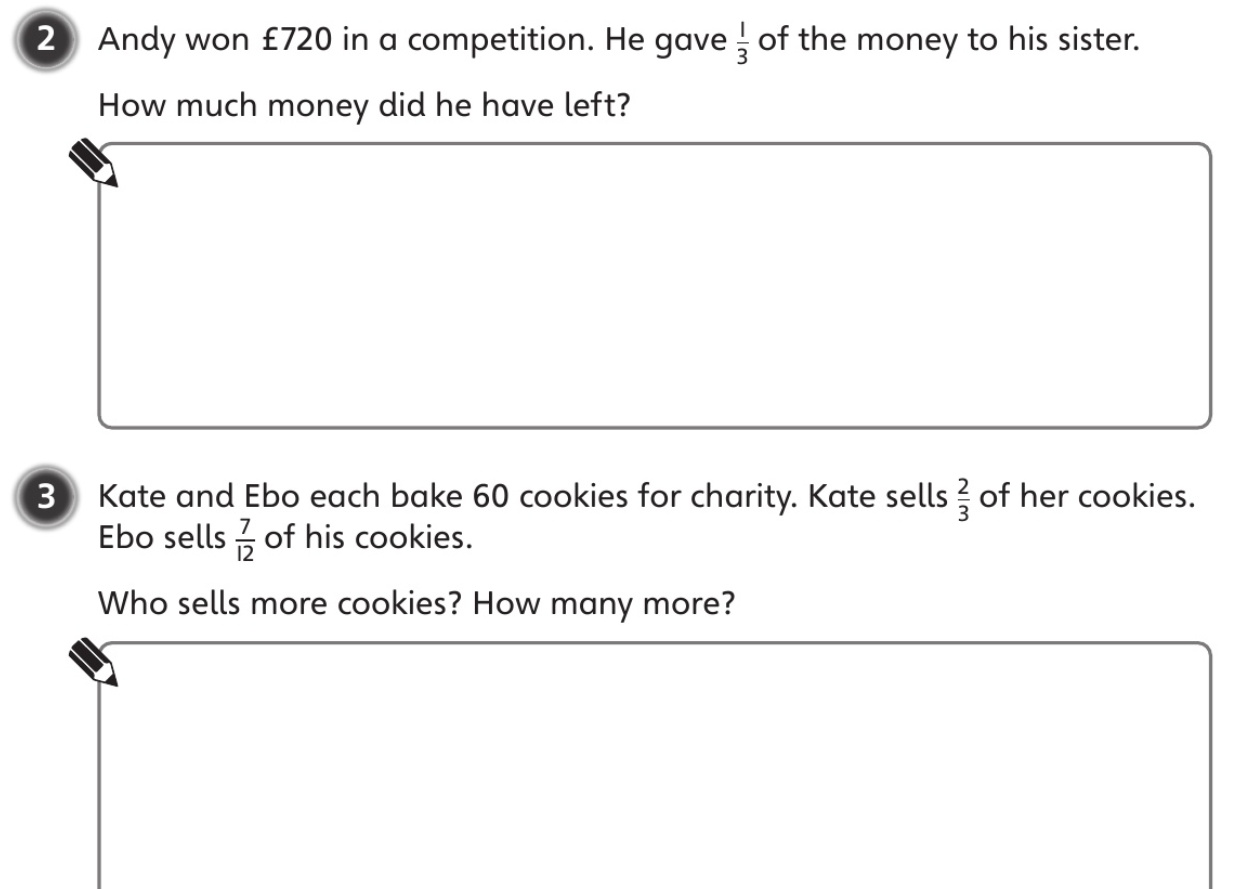 2 Andy won £720 in a competition. He gave 1/3 of the money to his sister.
How much money did he have left?
3 Kate and Ebo each bake 60 cookies for charity. Kate sells 2/3 of her cookies.
Ebo sells 7/12 of his cookies.
Who sells more cookies? How many more?